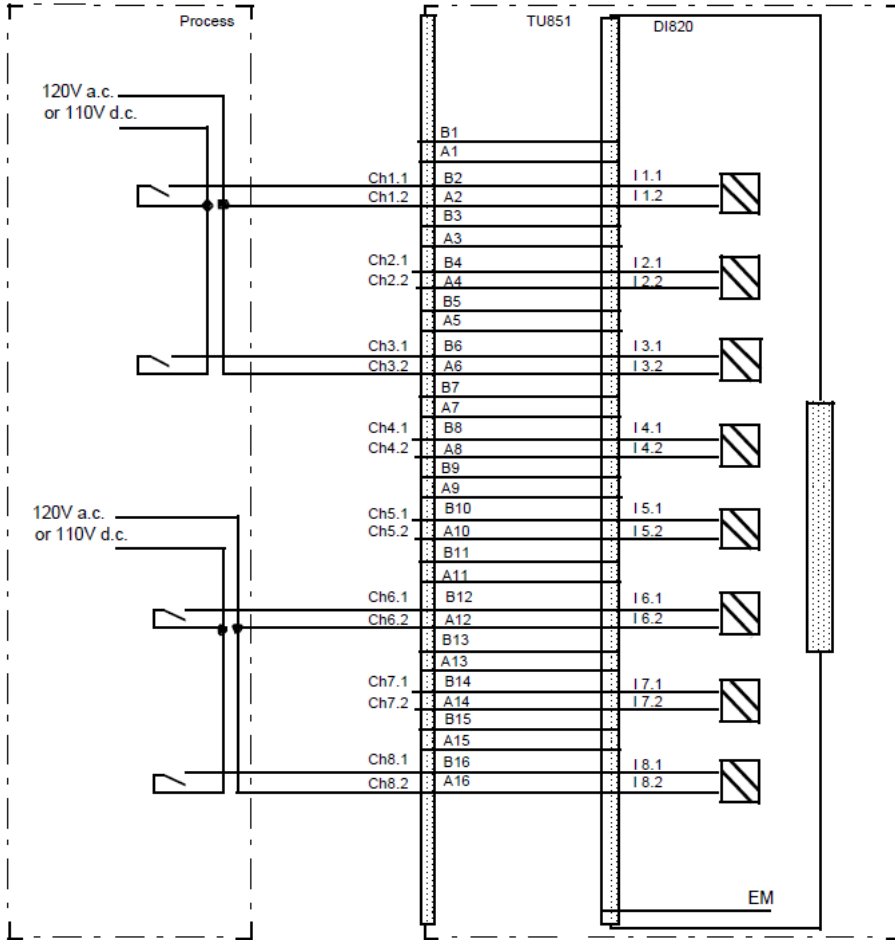 Process TU851 DI820
120V a.c.
or 110V d.c.
B1
A1
Ch1.1 B2 I 1.1
Ch1.2 A2 I 1.2
B3
A3
Ch2.1 B4 I 2.1
Ch2.2 A4 I 2.2
B5
A5
Ch3.1 B6 I 3.1
Ch3.2 A6 I 3.2
B7
A7
Ch4.1 B8 I 4.1
Ch4.2 A8 I 4.2
B9
A9
120V a.c.
or 110V d.c.
Ch5.1 B10 I 5.1
Ch5.2 A10 I 5.2
B11
A11
Ch6.1 B12 I 6.1
Ch6.2 A12 I 6.2
B13
A13
Ch7.1 B14 I 7.1
Ch7.2 A14 I 7.2
B15
A15
Ch8.1 B16 I 8.1
Ch8.2 A16 I 8.2
EM